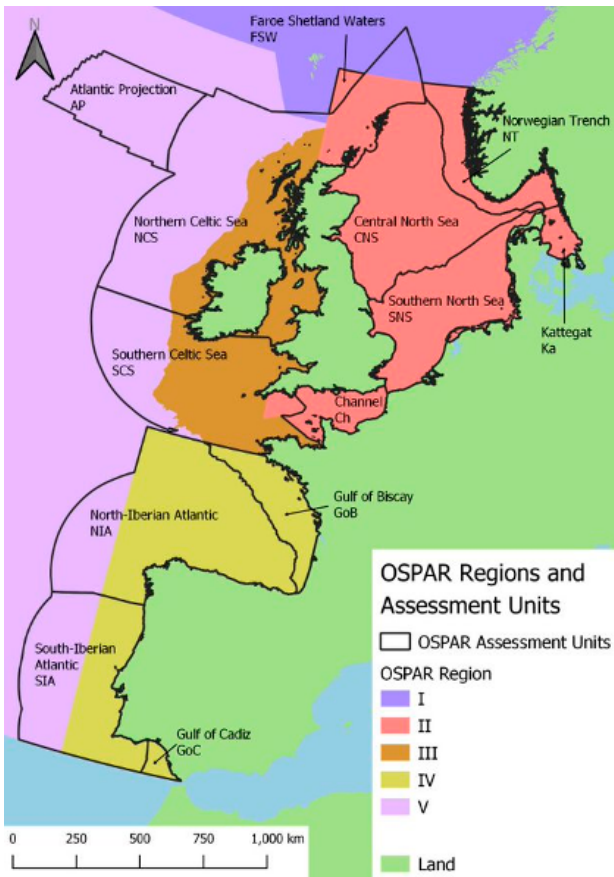 N
Faroe Shetland Waters
FSW
Atlantic Projection
AP
Norwegian Trench
NT
Northern Celtic Sea
NCS
Central North Sea
CNS
Southern North Sea
SNS
Kattegat
Ka
Southern Celtic Sea
SCS
Channel
Ch
North-Iberian Atlantic
NIA
Gulf of Biscay
GoB
South-Iberian
Atlantic
SIA
Gulf of Cadiz
GoC
OSPAR Regions and
Assessment Units
OSPAR Assessment Units
OSPAR Region
I
II
III
IV
V
Land
0 250 500 750 1,000 km